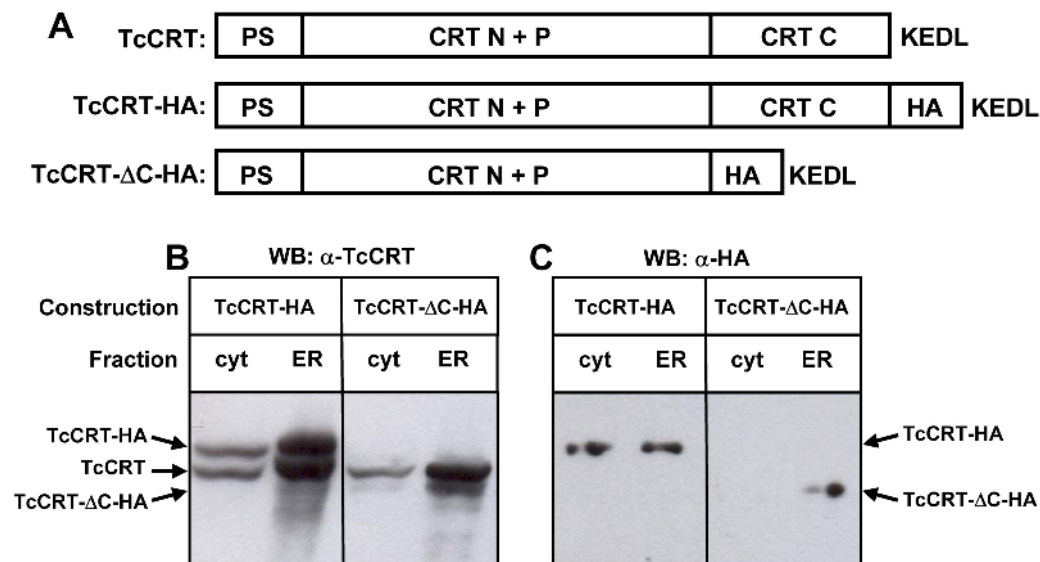 A
TcCRT: PS CRT N + P CRT C KEDL
TcCRT-HA: PS CRT N + P CRT C HA KEDL
TcCRT-ΔC-HA: PS CRT N + P HA KEDL
B WB: α-TcCRT
Construction TcCRT-HA TcCRT-ΔC-HA
Fraction cyt ER cyt ER
TcCRT-HA
TcCRT
TcCRT-ΔC-HA
C WB: α-HA
TcCRT-HA TcCRT-ΔC-HA
cyt ER cyt ER
TcCRT-HA
TcCRT-ΔC-HA